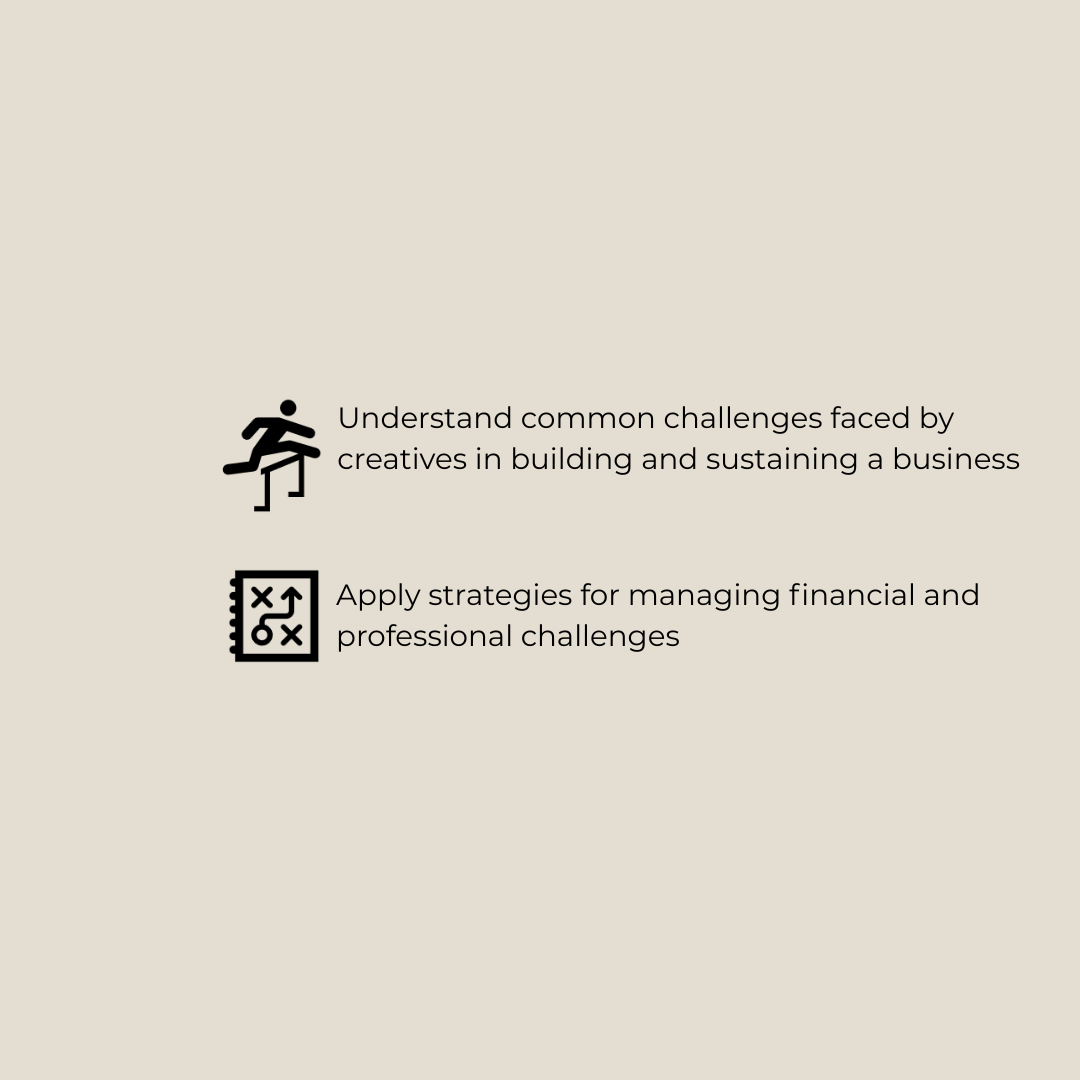 Understand common challenges faced by
creatives in building and sustaining a business
Apply strategies for managing financial and
professional challenges